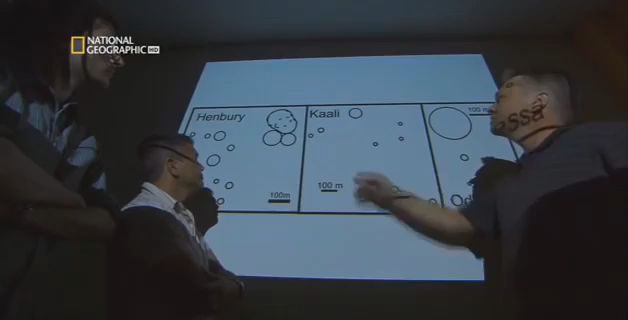 NATIONAL
GEOGRAPHIC HD
Henbury
100m
Kaali
100 m
100 m